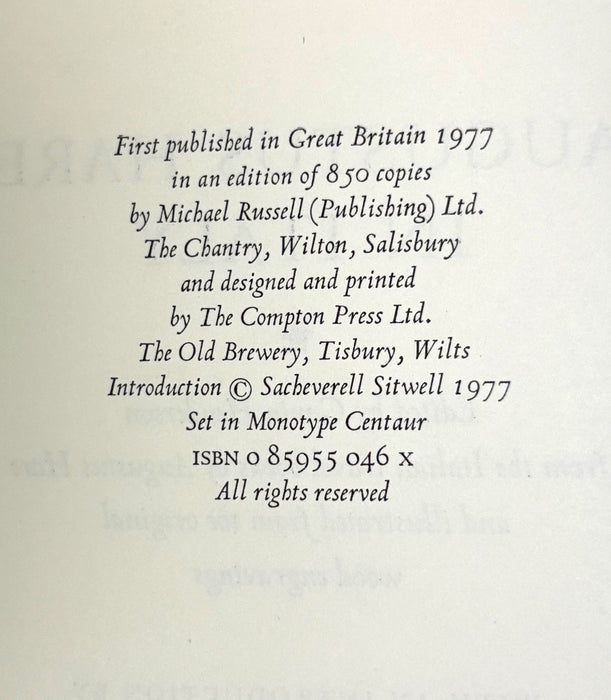 First published in Great Britain 1977
in an edition of 850 copies
by Michael Russell (Publishing) Ltd.
The Chantry, Wilton, Salisbury
and designed and printed
by The Compton Press Ltd.
The Old Brewery, Tisbury, Wilts
Introduction © Sacheverell Sitwell 1977
Set in Monotype Centaur
ISBN 0 85955 046 X
All rights reserved